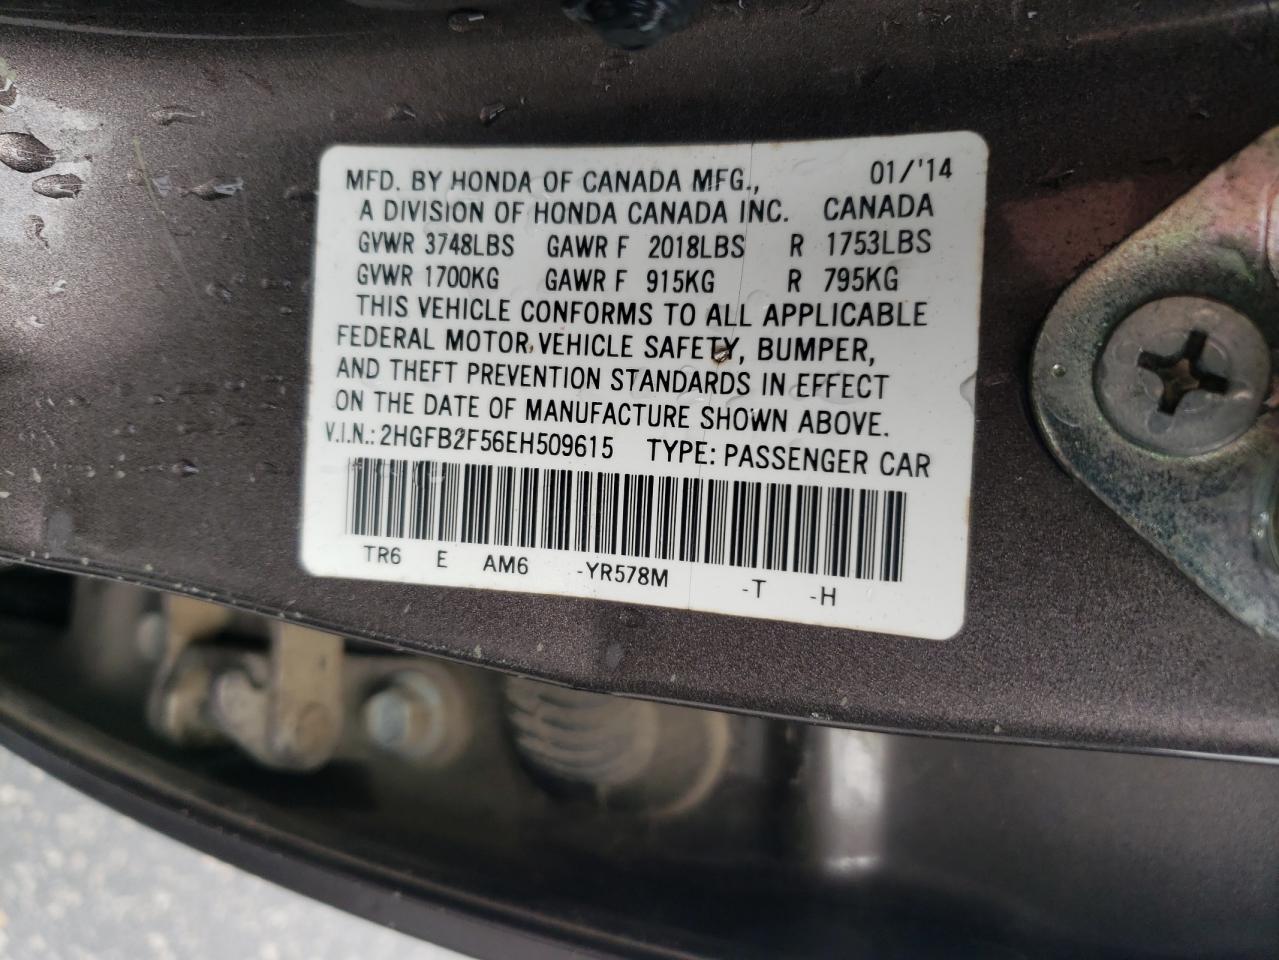 MFD. BY HONDA OF CANADA MFG., 01/'14
A DIVISION OF HONDA CANADA INC. CANADA
GVWR 3748LBS GAWR F 2018LBS R 1753LBS
GVWR 1700KG GAWR F 915KG R 795KG
THIS VEHICLE CONFORMS TO ALL APPLICABLE
FEDERAL MOTOR VEHICLE SAFETY, BUMPER,
AND THEFT PREVENTION STANDARDS IN EFFECT
ON THE DATE OF MANUFACTURE SHOWN ABOVE.
V.I.N.: 2HGFB2F56EH509615 TYPE: PASSENGER CAR
TR6 E AM6 -YR578M -T -H